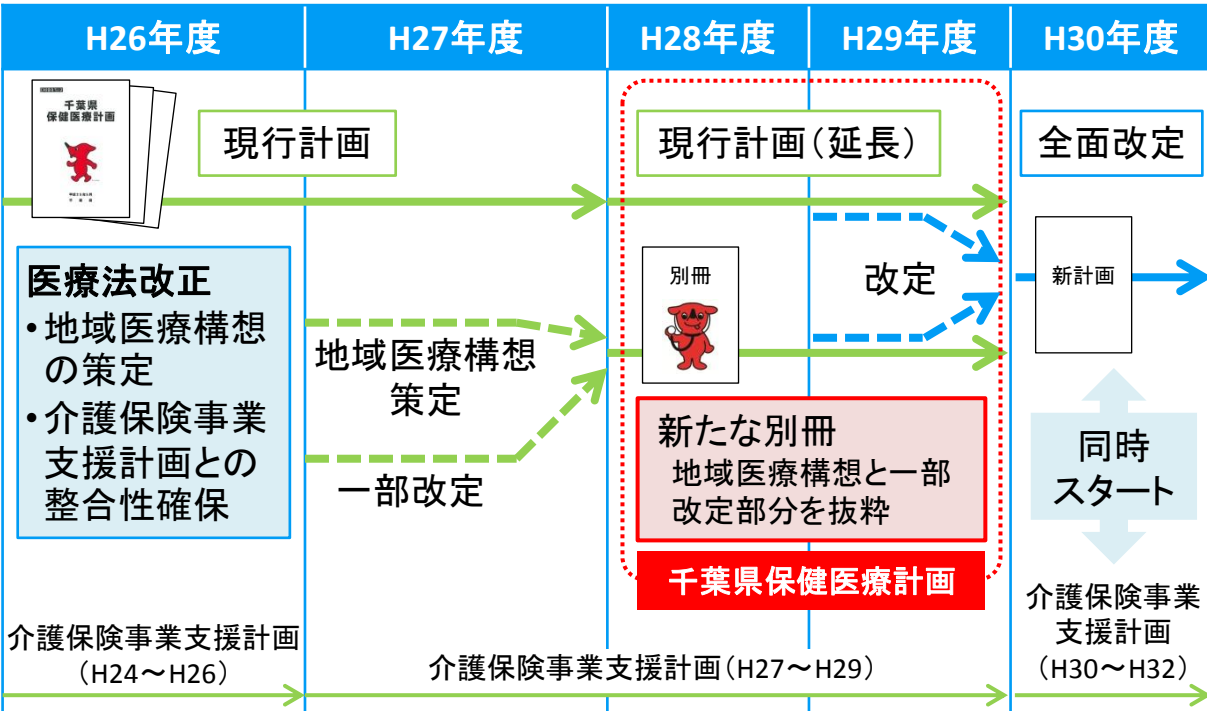 H26年度
H27年度
H28年度
H29年度
H30年度
千葉県
保健医療計画
現行計画
現行計画（延長）
全面改定
医療法改正
・地域医療構想
の策定
・介護保険事業
支援計画との
整合性確保
地域医療構想
策定
一部改定
別冊
改定
新計画
新たな別冊
地域医療構想と一部
改定部分を抜粋
千葉県保健医療計画
同時
スタート
介護保険事業支援計画
（H24～H26）
介護保険事業支援計画（H27～H29）
介護保険事業
支援計画
（H30～H32）